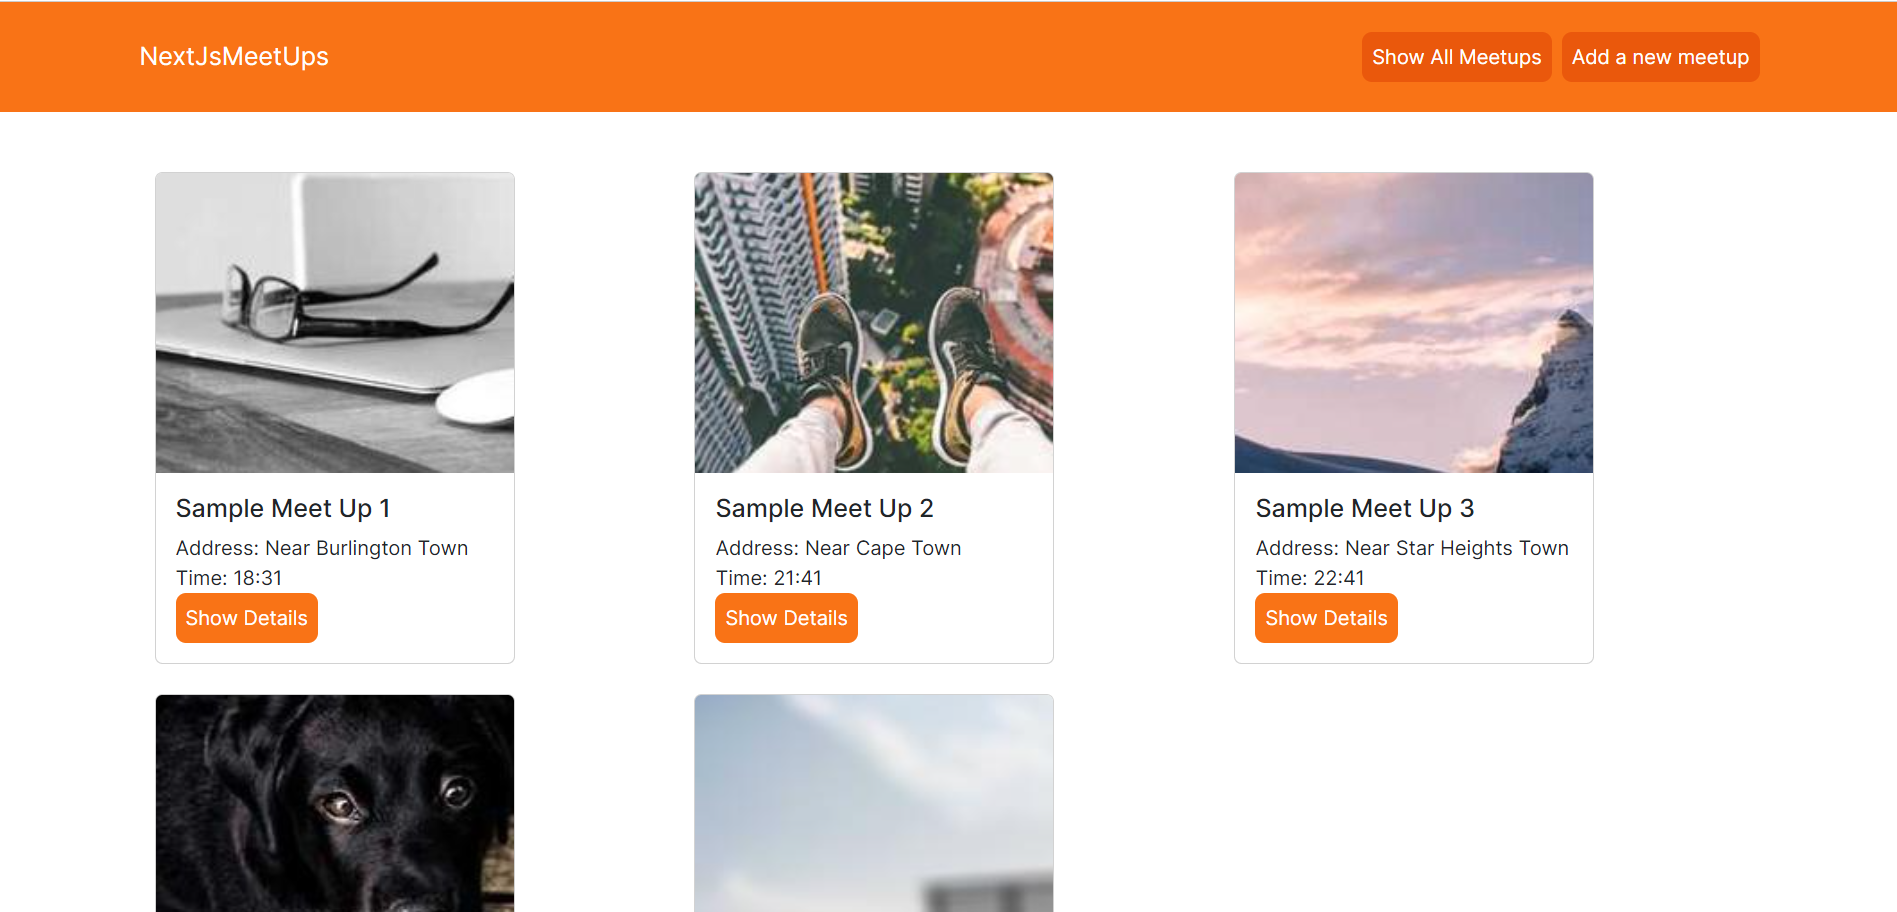 NextJsMeetUps
Show All Meetups
Add a new meetup
Sample Meet Up 1
Address: Near Burlington Town
Time: 18:31
Show Details
Sample Meet Up 2
Address: Near Cape Town
Time: 21:41
Show Details
Sample Meet Up 3
Address: Near Star Heights Town
Time: 22:41
Show Details